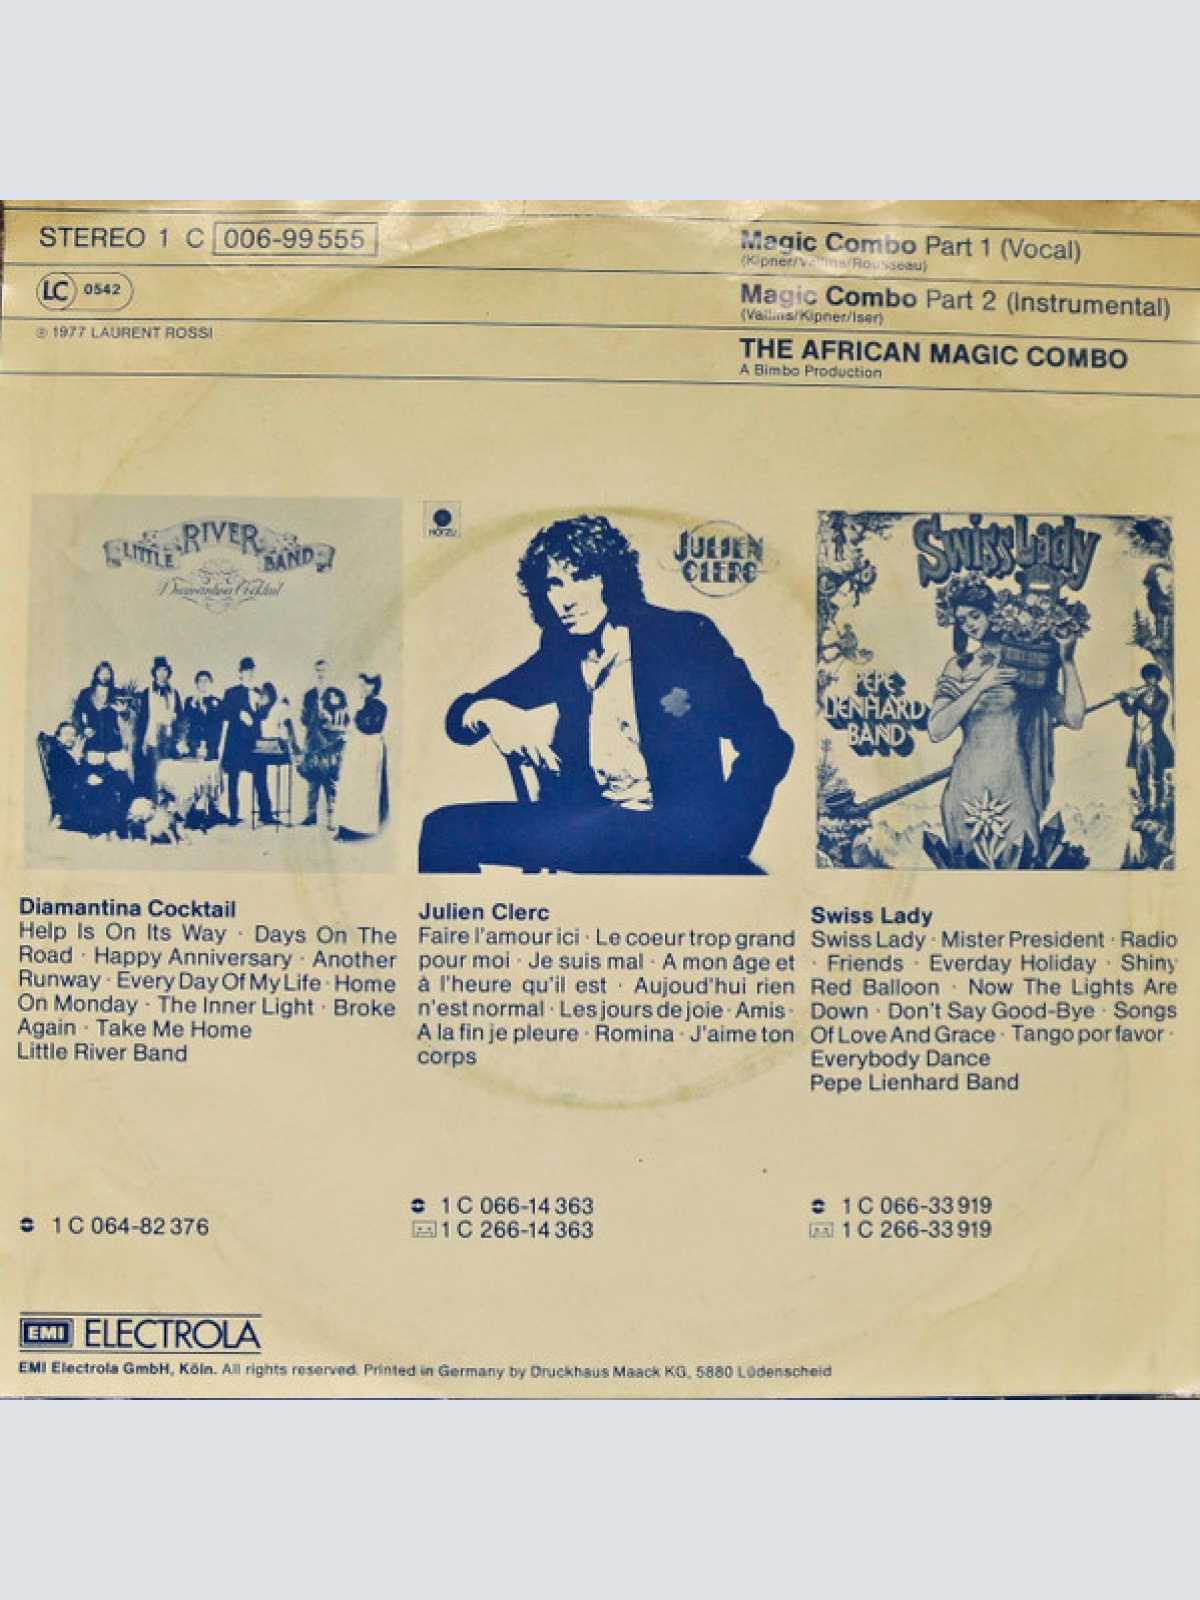 STEREO 1 C 006-99555
LC 0542
℗ 1977 LAURENT ROSSI
Magic Combo Part 1 (Vocal)
(Kipner/Vallins/Rousseau)
Magic Combo Part 2 (Instrumental)
(Vallins/Kipner/Iser)
THE AFRICAN MAGIC COMBO
A Bimbo Production
LITTLE RIVER BAND
Diamantina Cocktail
HÖRZU
JULIEN
CLERC
Swiss Lady
PEPE
LIENHARD
BAND
Diamantina Cocktail
Help Is On Its Way · Days On The
Road · Happy Anniversary · Another
Runway · Every Day Of My Life · Home
On Monday · The Inner Light · Broke
Again · Take Me Home
Little River Band
1 C 064-82 376
Julien Clerc
Faire l'amour ici · Le coeur trop grand
pour moi · Je suis mal · A mon âge et
à l'heure qu'il est · Aujoud'hui rien
n'est normal · Les jours de joie · Amis ·
A la fin je pleure · Romina · J'aime ton
corps
1 C 066-14 363
1 C 266-14 363
Swiss Lady
Swiss Lady · Mister President · Radio
· Friends · Everday Holiday · Shiny
Red Balloon · Now The Lights Are
Down · Don't Say Good-Bye · Songs
Of Love And Grace · Tango por favor ·
Everybody Dance
Pepe Lienhard Band
1 C 066-33 919
1 C 266-33 919
EMI ELECTROLA
EMI Electrola GmbH, Köln. All rights reserved. Printed in Germany by Druckhaus Maack KG, 5880 Lüdenscheid